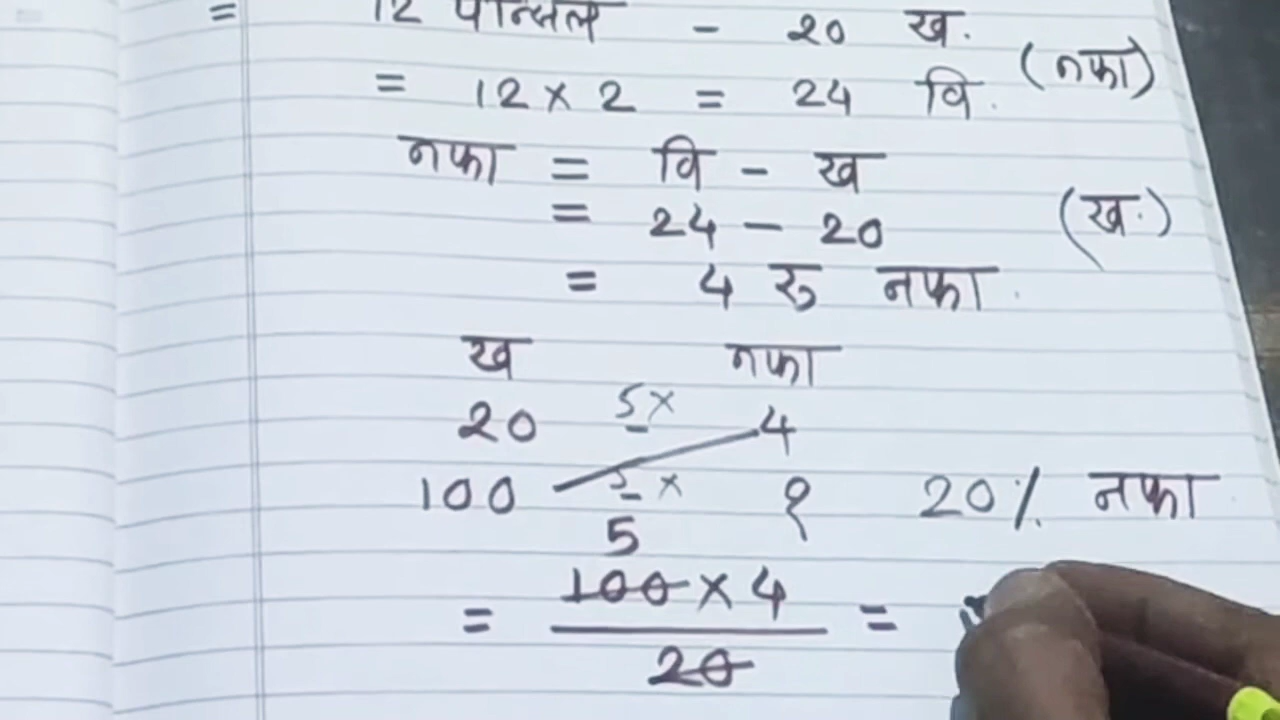 = 12 पेन्सिल - 20 ख.
= 12 × 2 = 24 वि. (नफा)
नफा = वि - ख
= 24 - 20 (ख.)
= 4 रु नफा.
ख नफा
20 5× 4
100 5× ? 20% नफा
5
= 100 × 4 =
20